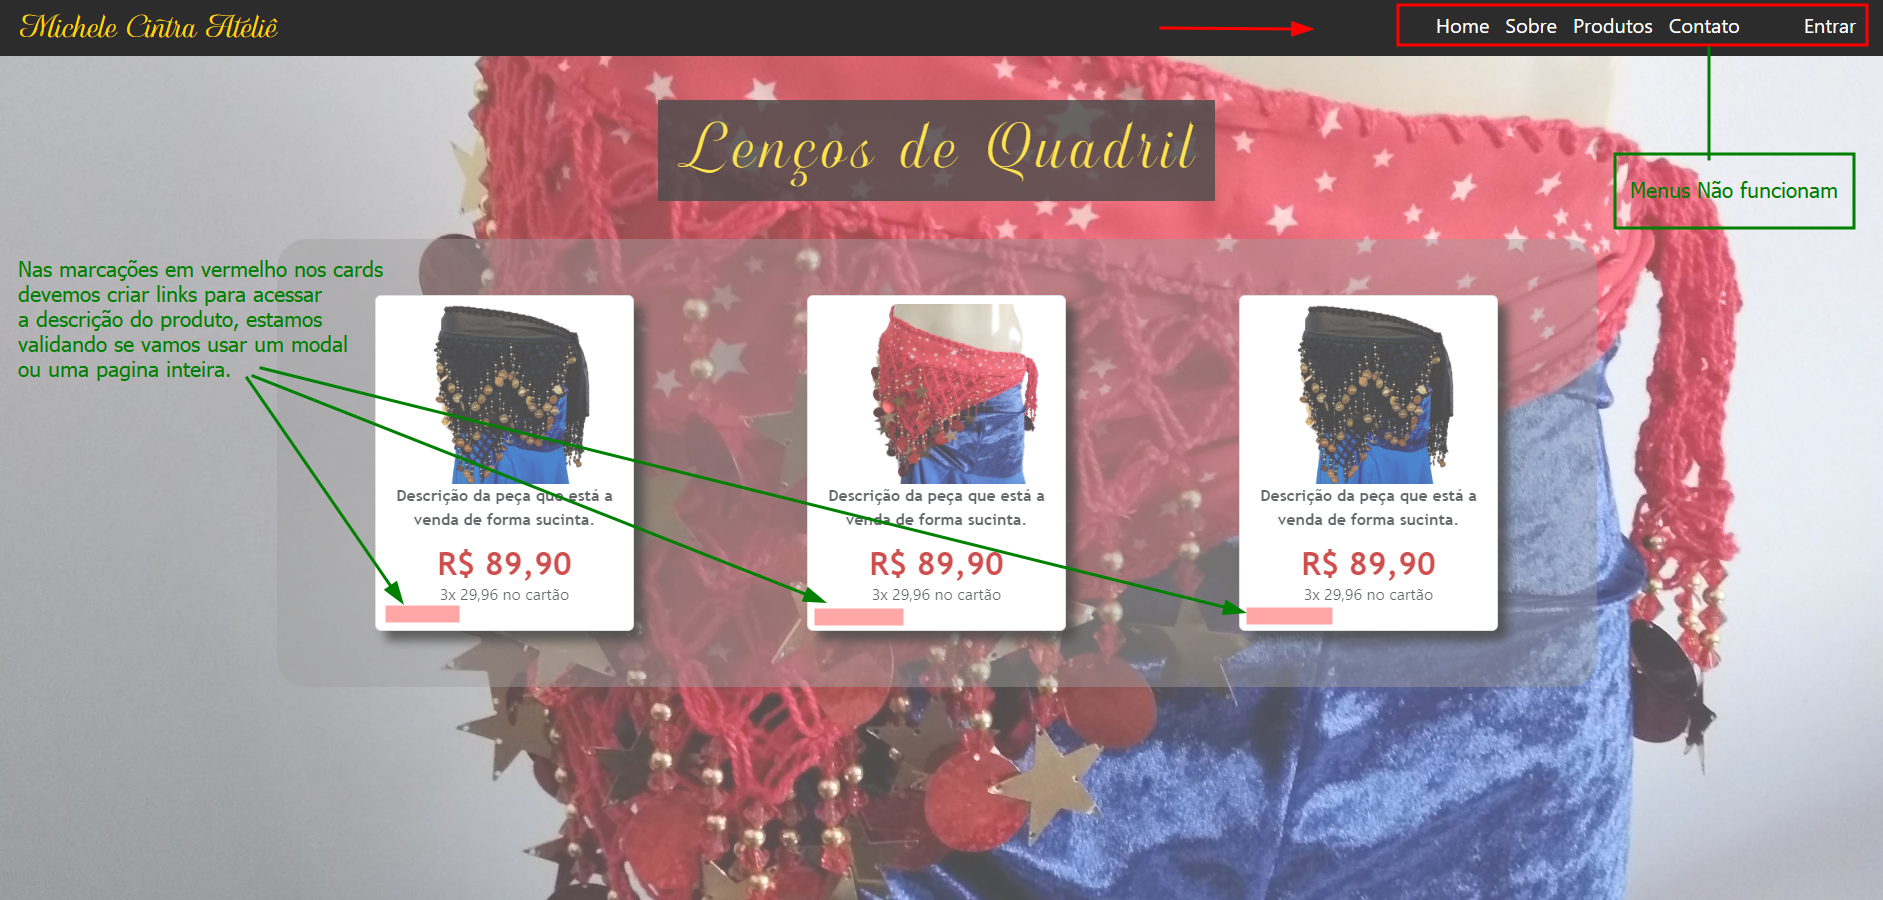 Michele Cintra Ateliê
Home Sobre Produtos Contato Entrar
Lenços de Quadril
Menus Não funcionam
Nas marcações em vermelho nos cards
devemos criar links para acessar
a descrição do produto, estamos
validando se vamos usar um modal
ou uma pagina inteira.
Descrição da peça que está a
venda de forma sucinta.
R$ 89,90
3x 29,96 no cartão
Descrição da peça que está a
venda de forma sucinta.
R$ 89,90
3x 29,96 no cartão
Descrição da peça que está a
venda de forma sucinta.
R$ 89,90
3x 29,96 no cartão